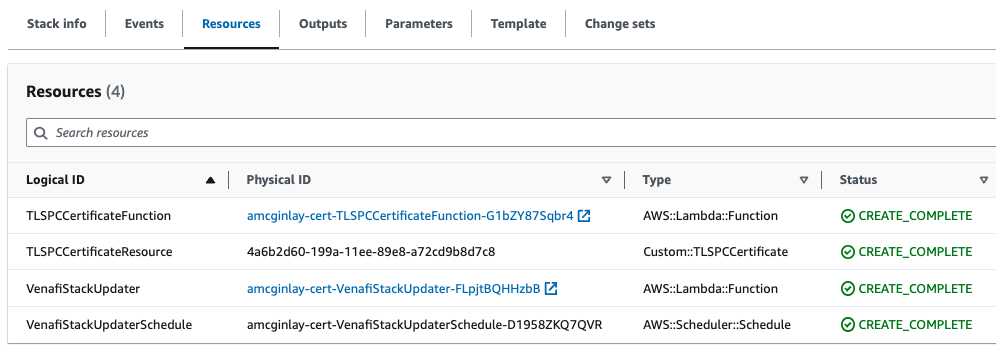 Stack info Events Resources Outputs Parameters Template Change sets
Resources (4)
Search resources
Logical ID Physical ID Type Status
TLSPCCertificateFunction amcginlay-cert-TLSPCCertificateFunction-G1bZY87Sqbr4 AWS::Lambda::Function CREATE_COMPLETE
TLSPCCertificateResource 4a6b2d60-199a-11ee-89e8-a72cd9b8d7c8 Custom::TLSPCCertificate CREATE_COMPLETE
VenafiStackUpdater amcginlay-cert-VenafiStackUpdater-FLpjtBQHHzbB AWS::Lambda::Function CREATE_COMPLETE
VenafiStackUpdaterSchedule amcginlay-cert-VenafiStackUpdaterSchedule-D1958ZKQ7QVR AWS::Scheduler::Schedule CREATE_COMPLETE